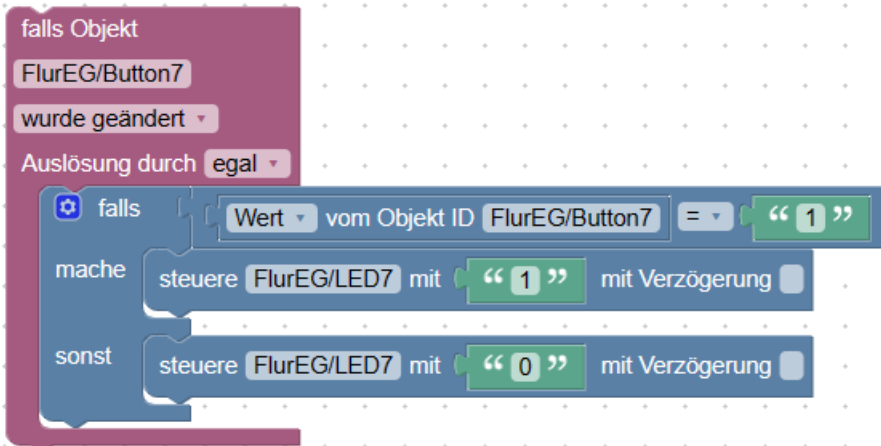 falls Objekt
FlurEG/Button7
wurde geändert
Auslösung durch egal
falls Wert vom Objekt ID FlurEG/Button7 = “ 1 ”
mache steuere FlurEG/LED7 mit “ 1 ” mit Verzögerung
sonst steuere FlurEG/LED7 mit “ 0 ” mit Verzögerung